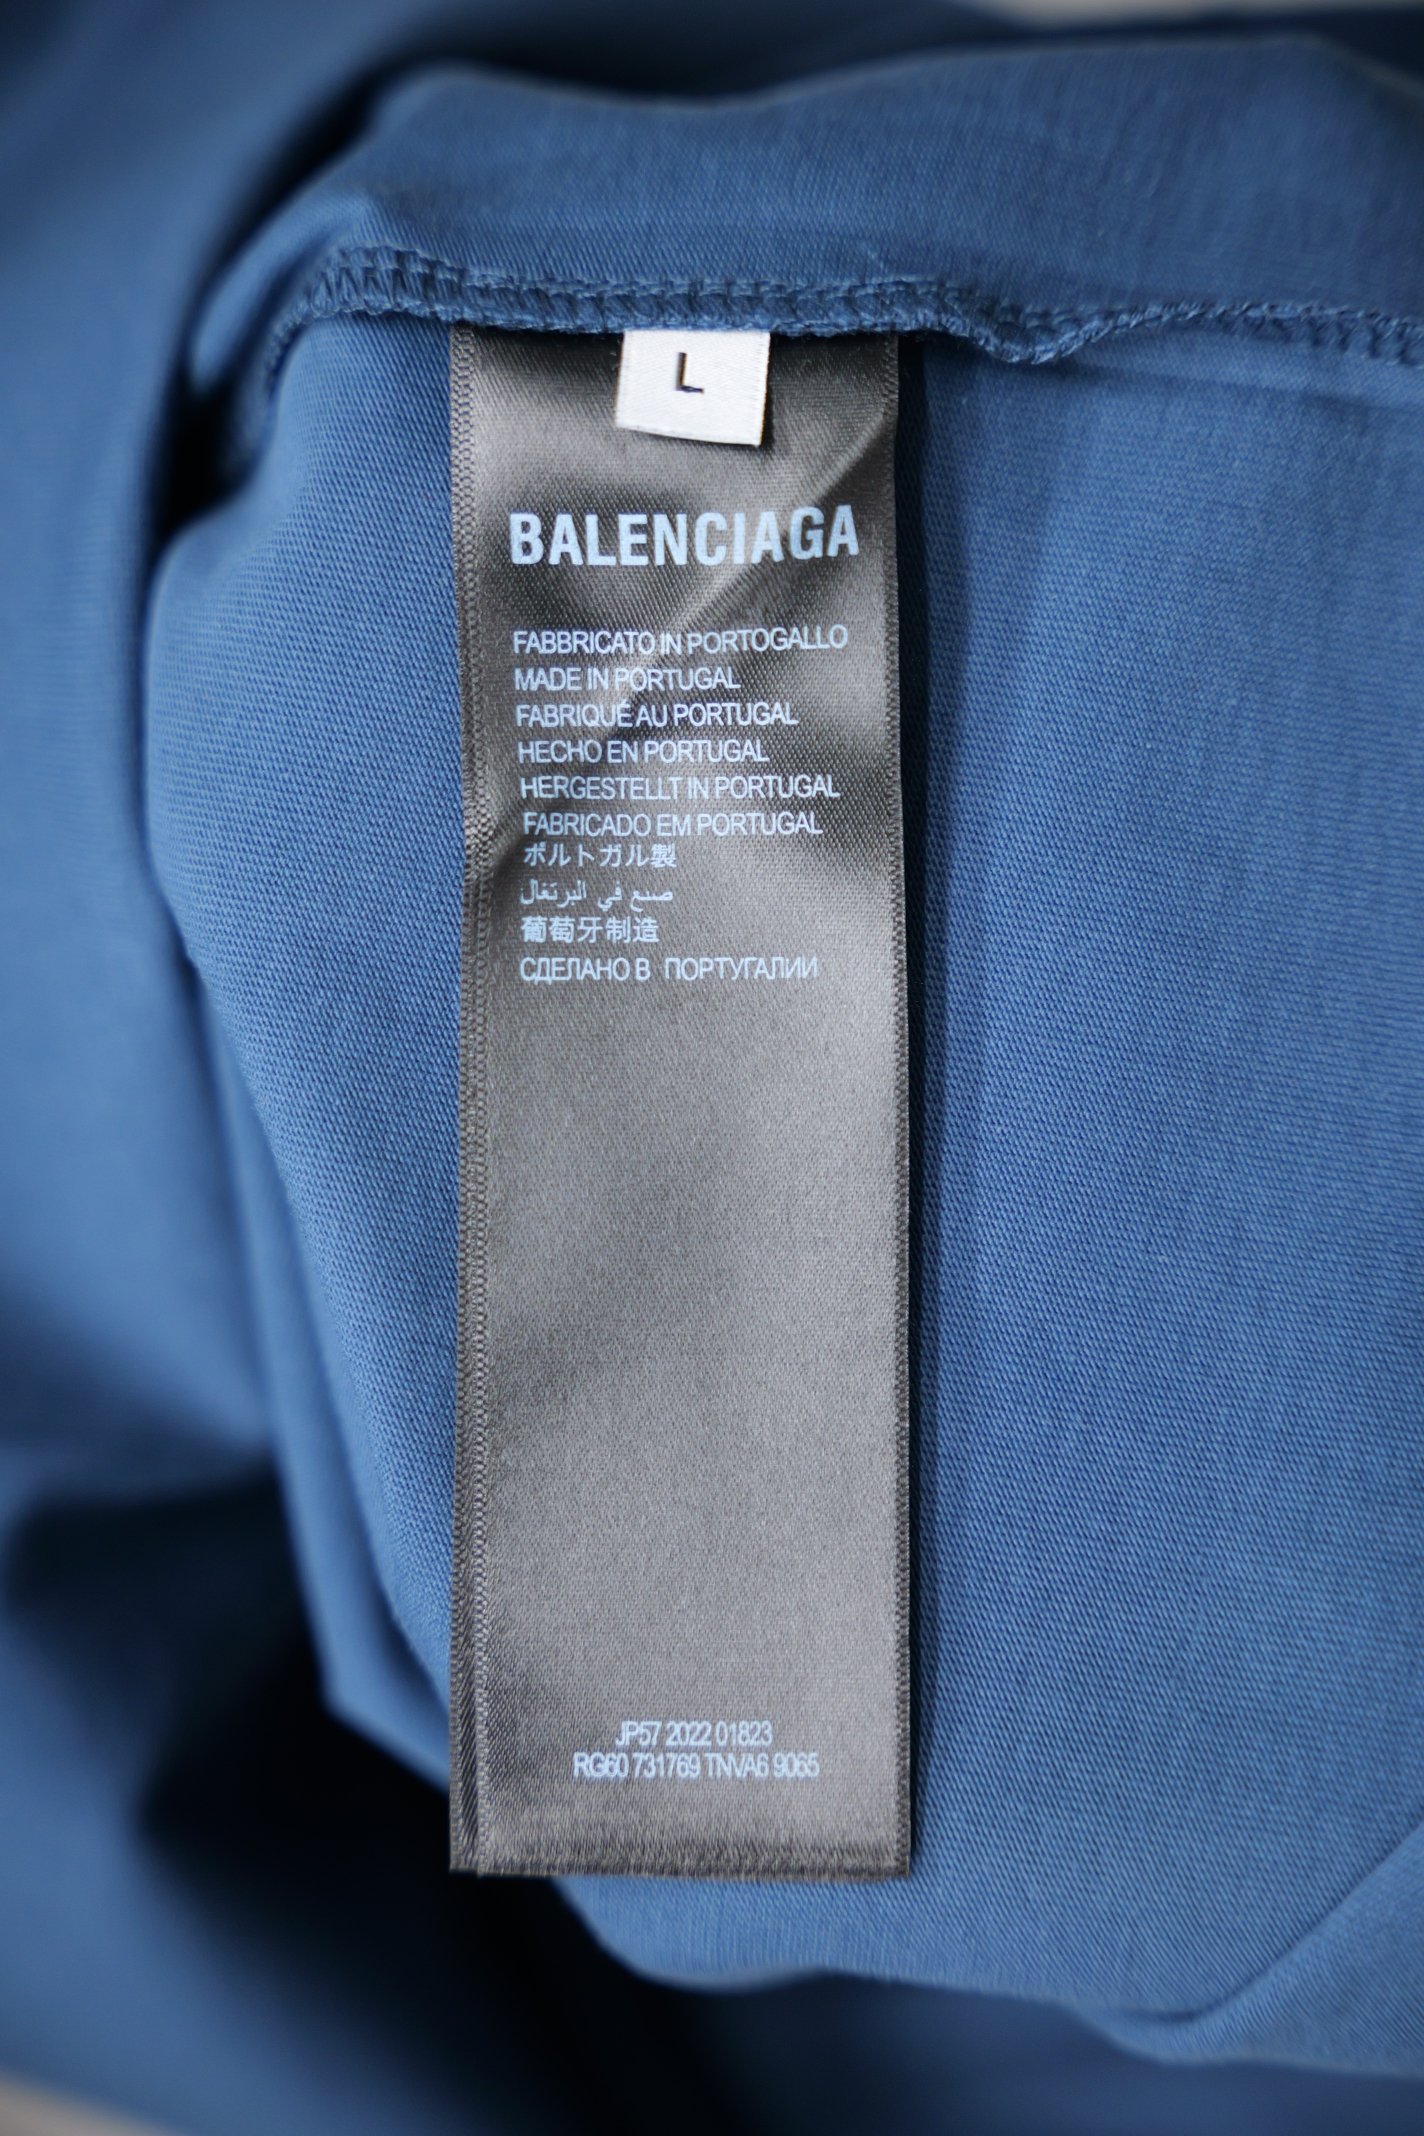 L
BALENCIAGA
FABBRICATO IN PORTOGALLO
MADE IN PORTUGAL
FABRIQUÉ AU PORTUGAL
HECHO EN PORTUGAL
HERGESTELLT IN PORTUGAL
FABRICADO EM PORTUGAL
ポルトガル製
صنع في البرتغال
葡萄牙制造
СДЕЛАНО В ПОРТУГАЛИИ
JP57 2022 01823
RG60 731769 TNVA6 9065